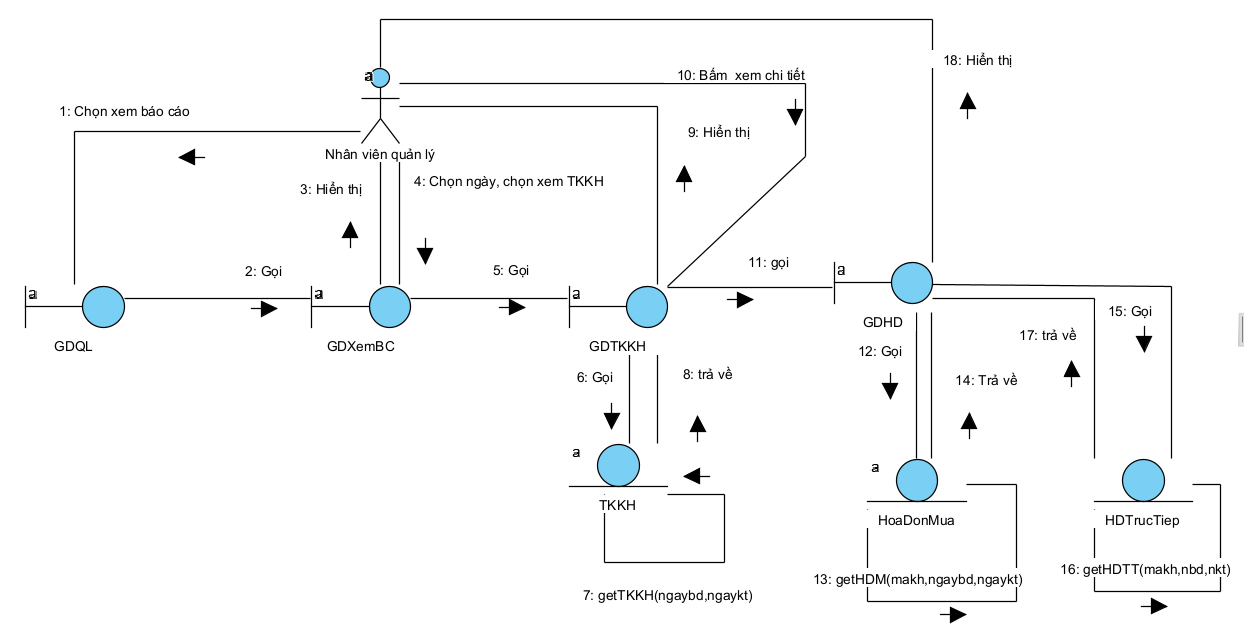 18: Hiển thị
a
10: Bấm xem chi tiết
1: Chọn xem báo cáo
9: Hiển thị
Nhân viên quản lý
3: Hiển thị
4: Chọn ngày, chọn xem TKKH
2: Gọi
5: Gọi
11: gọi
a
a
a
a
GDQL
GDXemBC
GDTKKH
GDHD
15: Gọi
17: trả về
12: Gọi
6: Gọi
8: trả về
14: Trả về
a
a
TKKH
HoaDonMua
HDTrucTiep
7: getTKKH(ngaybd,ngaykt)
13: getHDM(makh,ngaybd,ngaykt)
16: getHDTT(makh,nbd,nkt)